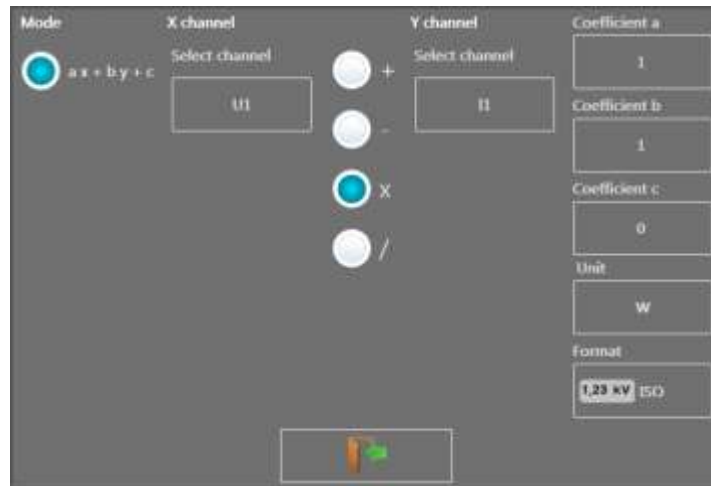 Mode
a x + b y + c
X channel
Select channel
U1
+
-
X
/
Y channel
Select channel
I1
Coefficient a
1
Coefficient b
1
Coefficient c
0
Unit
W
Format
1,23 kV ISO